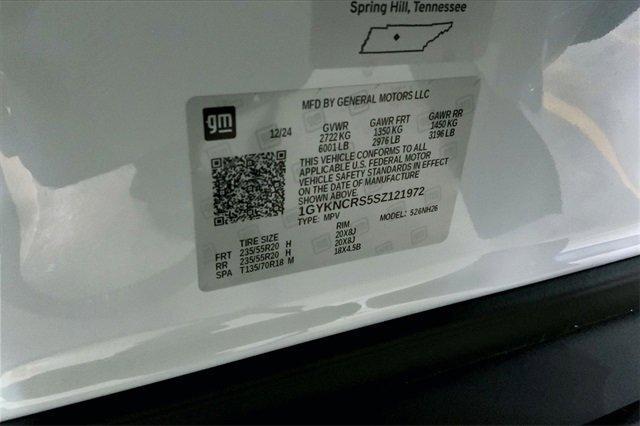 Spring Hill, Tennessee
gm
MFD BY GENERAL MOTORS LLC
12/24 GVWR GAWR FRT GAWR RR
2722 KG 1350 KG 1450 KG
6001 LB 2976 LB 3196 LB
THIS VEHICLE CONFORMS TO ALL
APPLICABLE U.S. FEDERAL MOTOR
VEHICLE SAFETY STANDARDS IN EFFECT
ON THE DATE OF MANUFACTURE
SHOWN ABOVE.
1GYKNCRS5SZ121972
TYPE: MPV MODEL: 526NH26
TIRE SIZE RIM
FRT 235/55R20 H 20X8J
RR 235/55R20 H 20X8J
SPA T135/70R18 M 18X4.5B